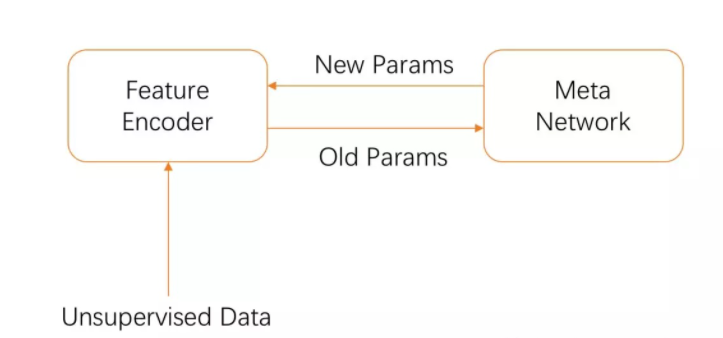 New Params
Feature
Encoder
Meta
Network
Old Params
Unsupervised Data